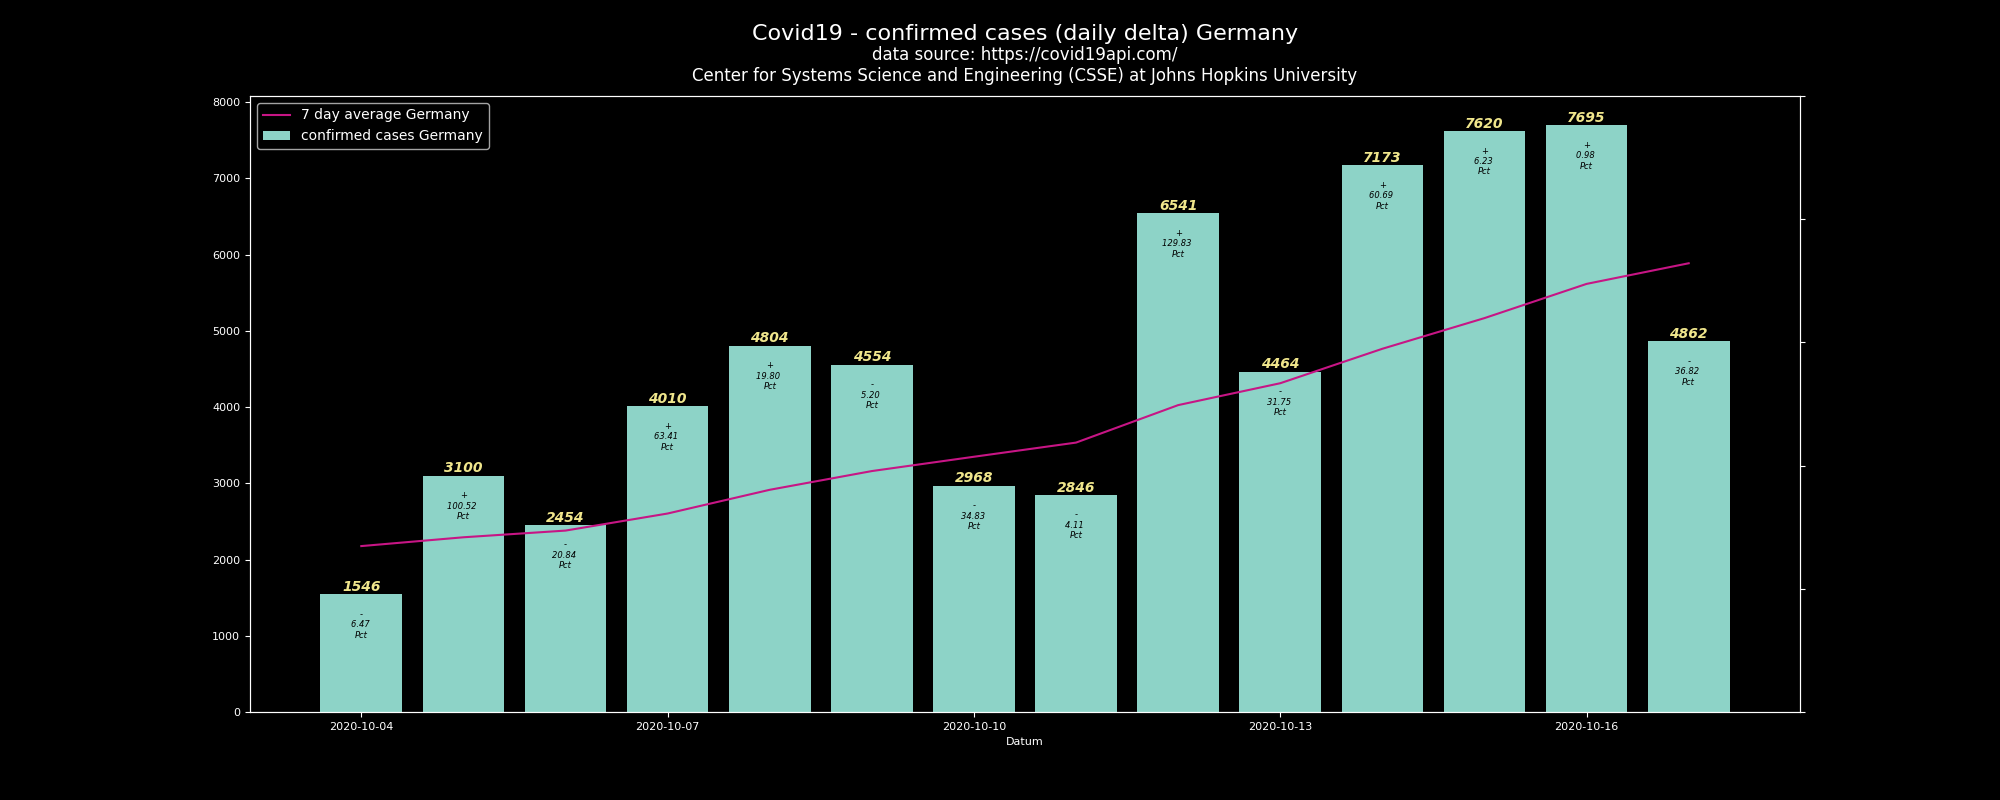 Covid19 - confirmed cases (daily delta) Germany
data source: https://covid19api.com/
Center for Systems Science and Engineering (CSSE) at Johns Hopkins University
7 day average Germany
confirmed cases Germany
8000
7000
6000
5000
4000
3000
2000
1000
0
1546
-
6.47
Pct
3100
+
100.52
Pct
2454
-
20.84
Pct
4010
+
63.41
Pct
4804
+
19.80
Pct
4554
-
5.20
Pct
2968
-
34.83
Pct
2846
-
4.11
Pct
6541
+
129.83
Pct
4464
-
31.75
Pct
7173
+
60.69
Pct
7620
+
6.23
Pct
7695
+
0.98
Pct
4862
-
36.82
Pct
2020-10-04
2020-10-07
2020-10-10
2020-10-13
2020-10-16
Datum